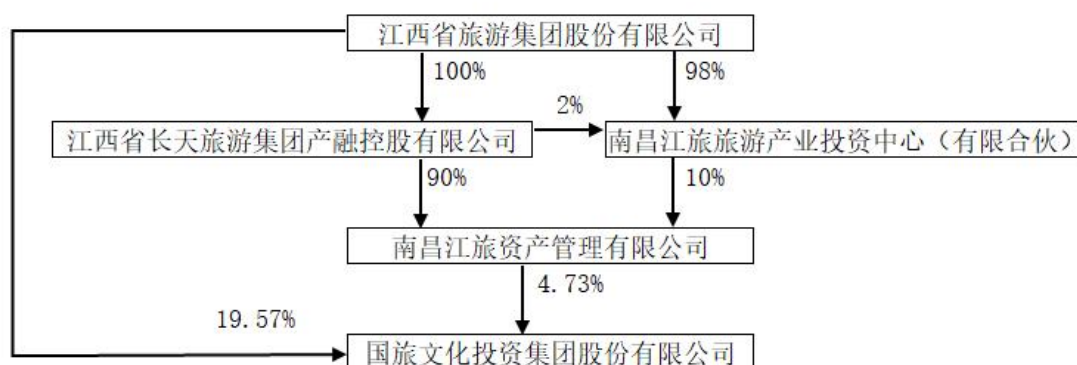 江西省旅游集团股份有限公司
100%
98%
2%
江西省长天旅游集团产融控股有限公司
南昌江旅旅游产业投资中心（有限合伙）
90%
10%
南昌江旅资产管理有限公司
4.73%
19.57%
国旅文化投资集团股份有限公司